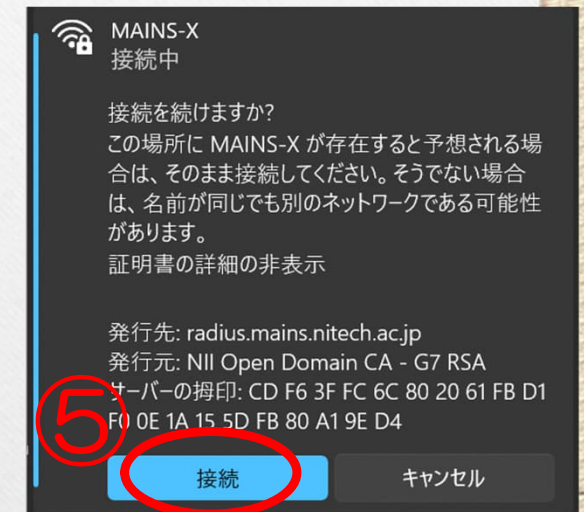 MAINS-X
接続中
接続を続けますか?
この場所に MAINS-X が存在すると予想される場
合は、そのまま接続してください。そうでない場合
は、名前が同じでも別のネットワークである可能性
があります。
証明書の詳細の非表示
発行先: radius.mains.nitech.ac.jp
発行元: NII Open Domain CA - G7 RSA
サーバーの拇印: CD F6 3F FC 6C 80 20 61 FB D1
F0 0E 1A 15 5D FB 80 A1 9E D4
⑤
接続 キャンセル